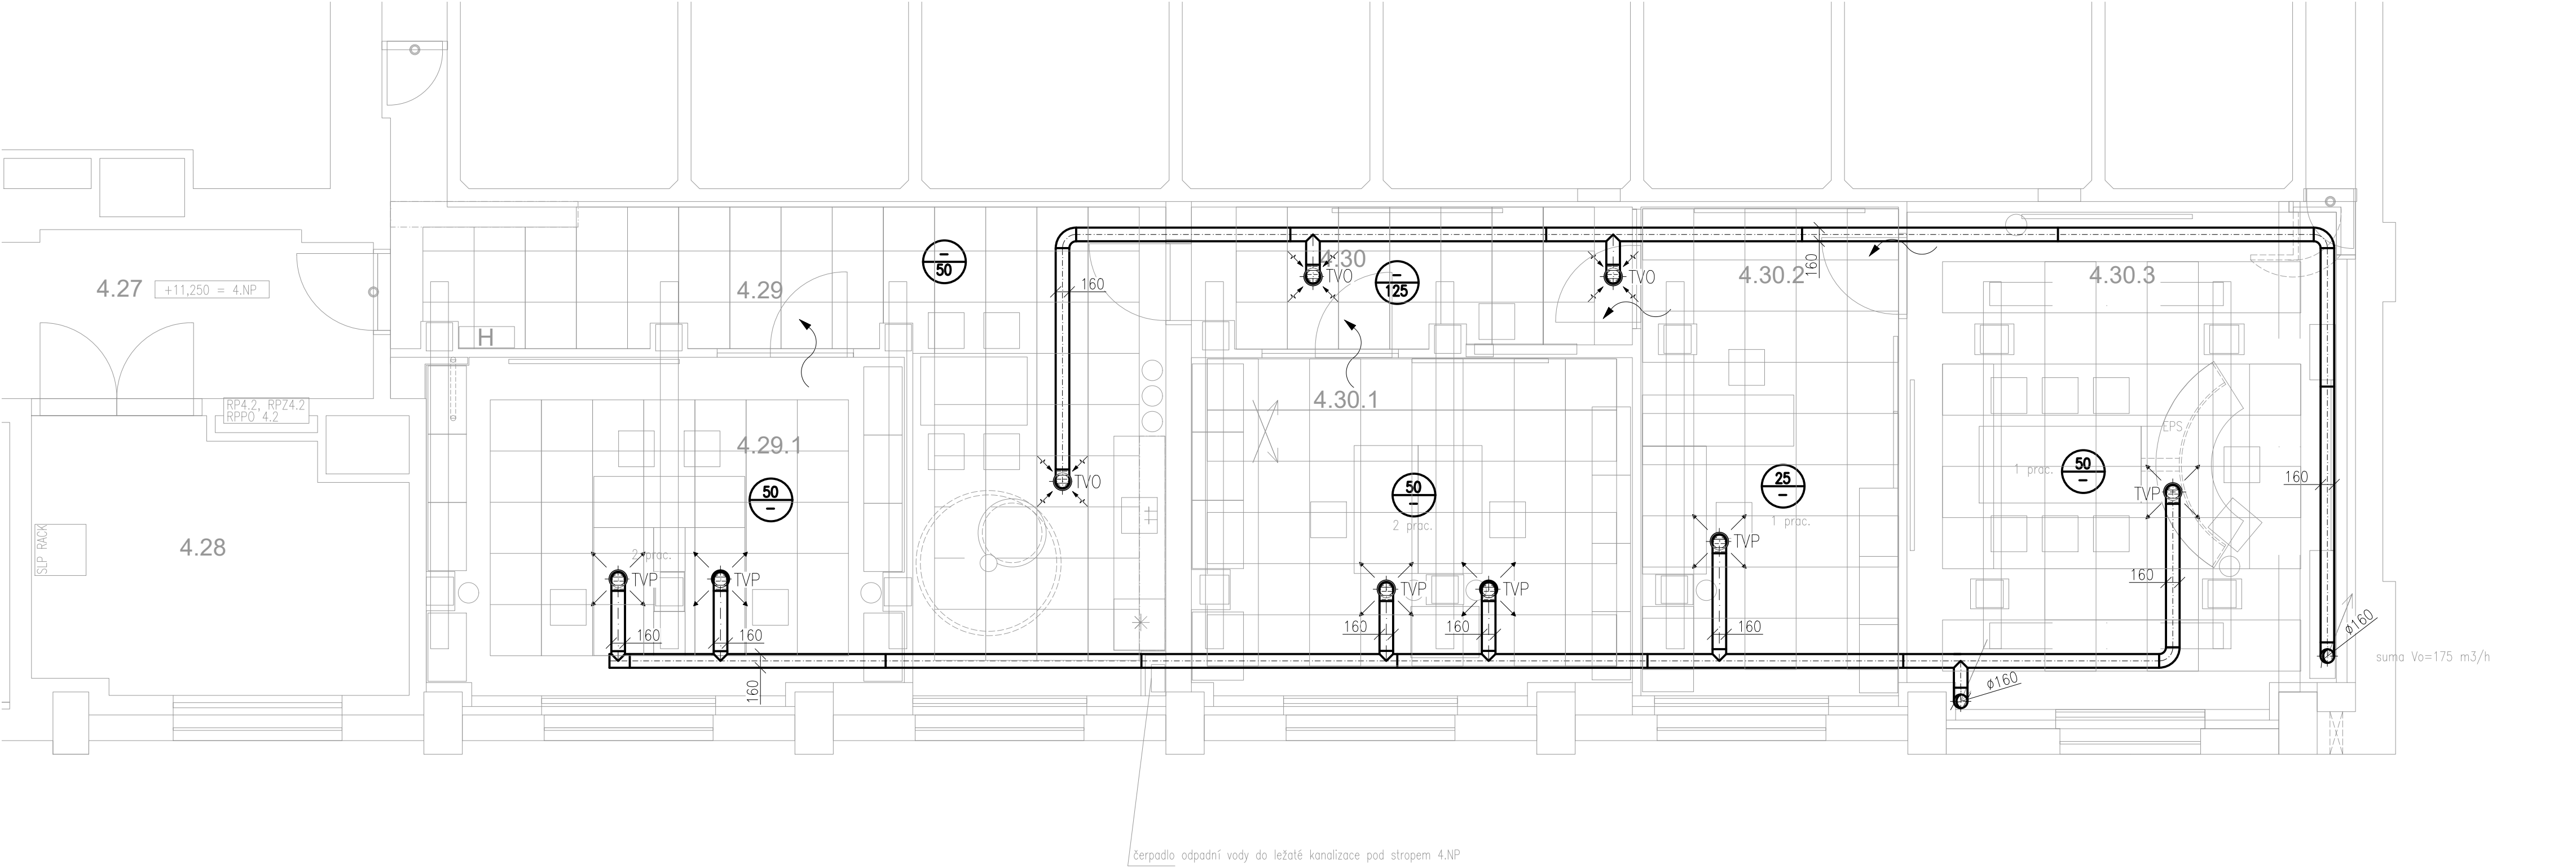 –
50
4.30
TVO
TVO
–
125
4.30.2
160
4.30.3
4.27
+11,250 = 4.NP
4.29
160
H
RP4.2, RPZ4.2
RPPO 4.2
4.30.1
4.29.1
EPS
1 prac.
50
–
160
TVO
50
–
50
–
25
–
TVP
2 prac.
1 prac.
SLP RACK
4.28
2 prac.
TVP
TVP
TVP
TVP
TVP
160
160
160
160
160
160
ø160
160
ø160
suma Vo=175 m3/h
čerpadlo odpadní vody do ležaté kanalizace pod stropem 4.NP